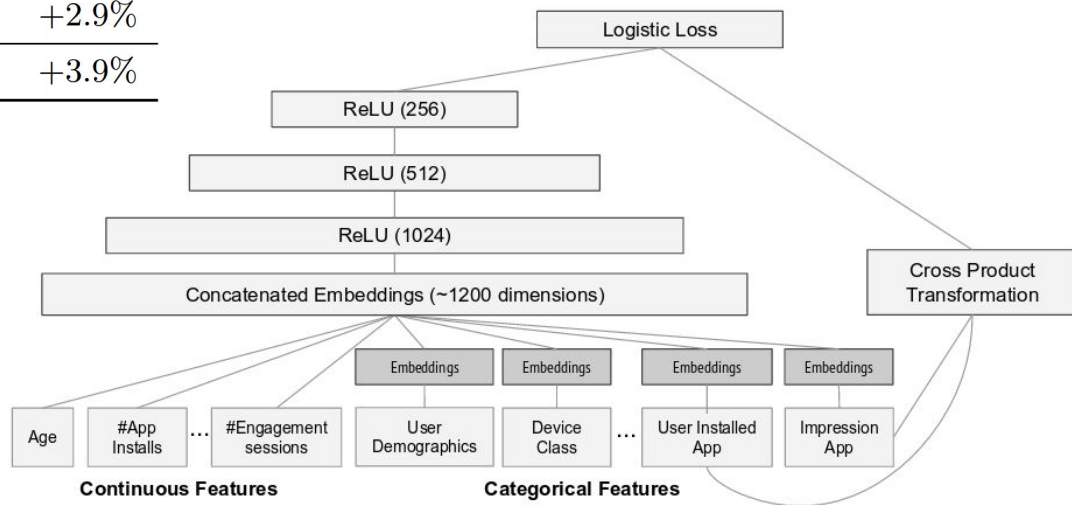 +2.9%
+3.9%
Logistic Loss
ReLU (256)
ReLU (512)
ReLU (1024)
Concatenated Embeddings (~1200 dimensions)
Cross Product
Transformation
Embeddings
Embeddings
Embeddings
Embeddings
Age
#App
Installs
...
#Engagement
sessions
User
Demographics
Device
Class
...
User Installed
App
Impression
App
Continuous Features
Categorical Features